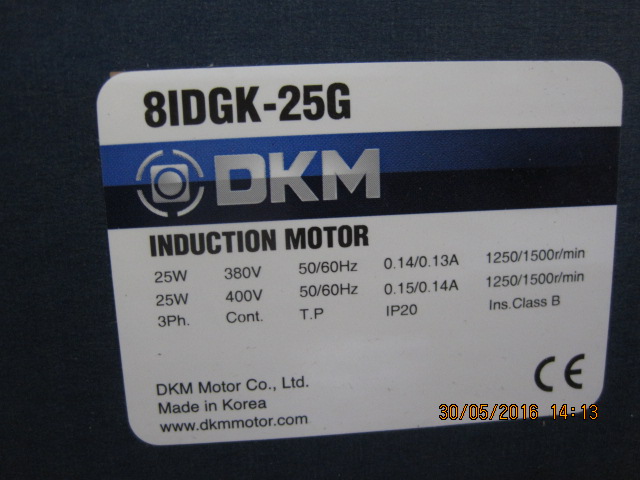 8IDGK-25G
DKM
INDUCTION MOTOR
25W 380V 50/60Hz 0.14/0.13A 1250/1500r/min
25W 400V 50/60Hz 0.15/0.14A 1250/1500r/min
3Ph. Cont. T.P IP20 Ins.Class B
DKM Motor Co., Ltd.
Made in Korea
www.dkmmotor.com
CE
30/05/2016 14:13